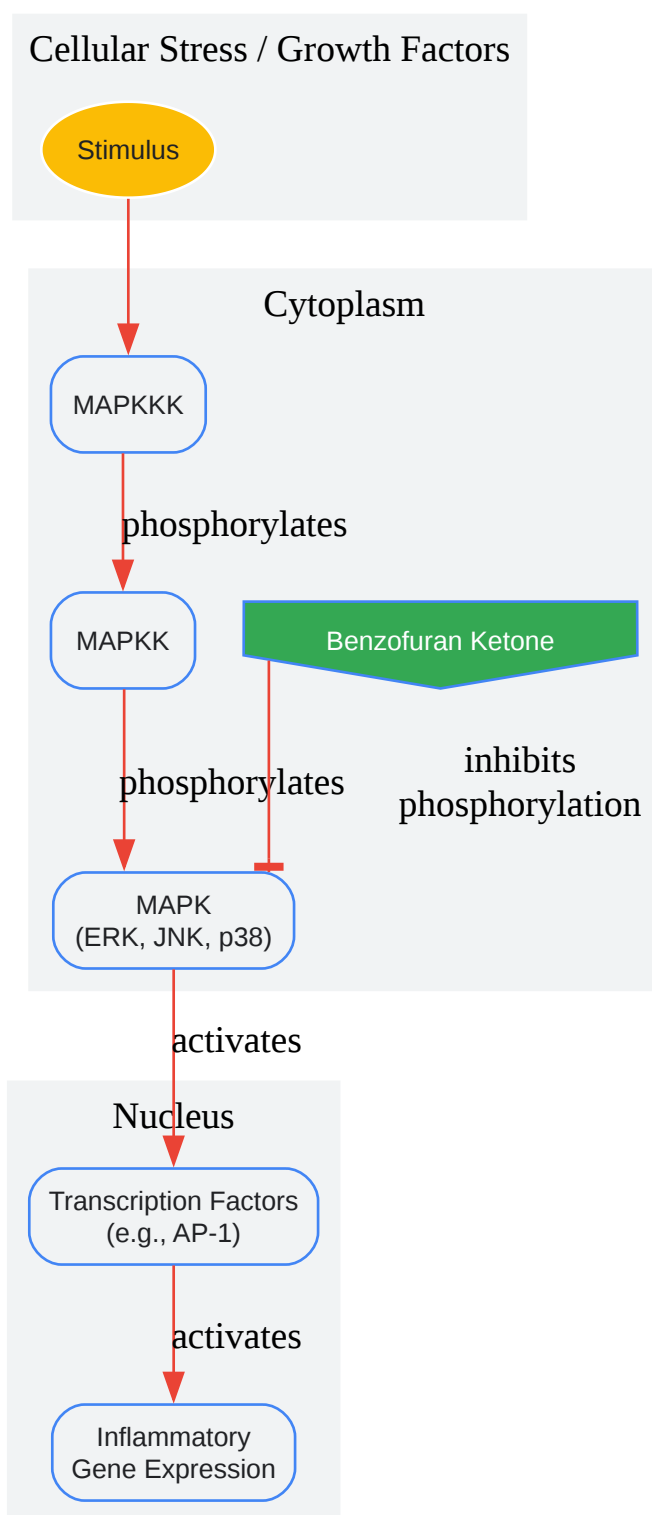 Cellular Stress / Growth Factors
Stimulus
Cytoplasm
MAPKKK
phosphorylates
MAPKK
Benzofuran Ketone
phosphorylates
inhibits
phosphorylation
MAPK
(ERK, JNK, p38)
activates
Nucleus
Transcription Factors
(e.g., AP-1)
activates
Inflammatory
Gene Expression